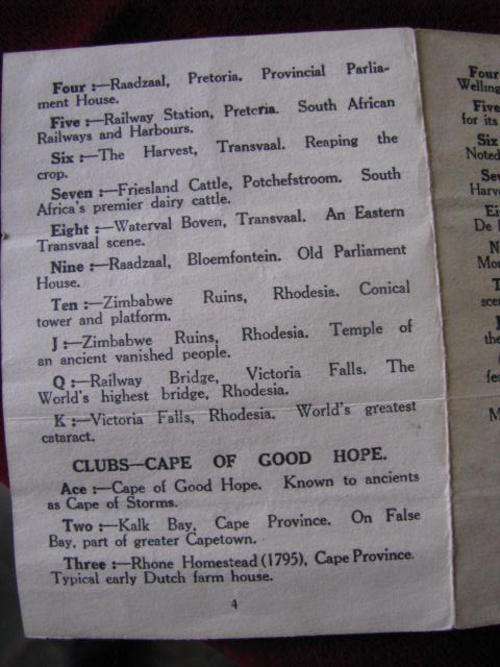 Four :—Raadzaal, Pretoria. Provincial Parlia-
ment House.
Five :—Railway Station, Pretoria. South African
Railways and Harbours.
Six :—The Harvest, Transvaal. Reaping the
crop.
Seven :—Friesland Cattle, Potchefstroom. South
Africa's premier dairy cattle.
Eight :—Waterval Boven, Transvaal. An Eastern
Transvaal scene.
Nine :—Raadzaal, Bloemfontein. Old Parliament
House.
Ten :—Zimbabwe Ruins, Rhodesia. Conical
tower and platform.
J :—Zimbabwe Ruins, Rhodesia. Temple of
an ancient vanished people.
Q :—Railway Bridge, Victoria Falls. The
World's highest bridge, Rhodesia.
K :—Victoria Falls, Rhodesia. World's greatest
cataract.
CLUBS—CAPE OF GOOD HOPE.
Ace :—Cape of Good Hope. Known to ancients
as Cape of Storms.
Two :—Kalk Bay, Cape Province. On False
Bay, part of greater Capetown.
Three :—Rhone Homestead (1795), Cape Province.
Typical early Dutch farm house.
4
Four
Welling
Five
for its
Six
Noted
Sev
Harv
Ei
De
N
Mo
T
sce
the
fe
M